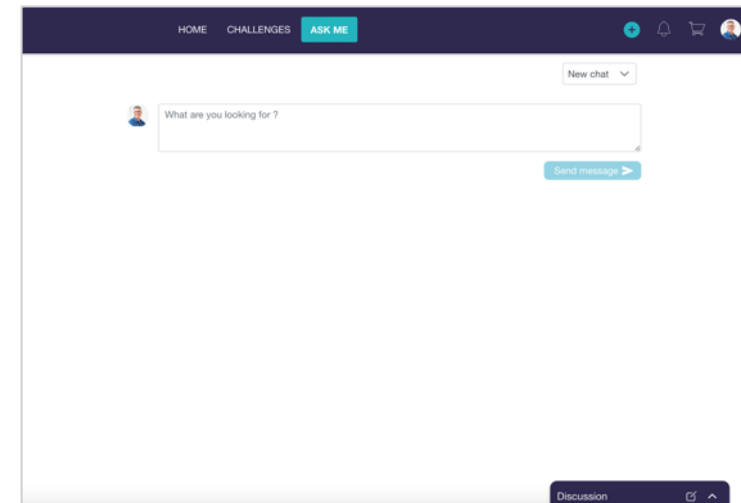 HOME CHALLENGES ASK ME
New chat
What are you looking for ?
Send message
Discussion